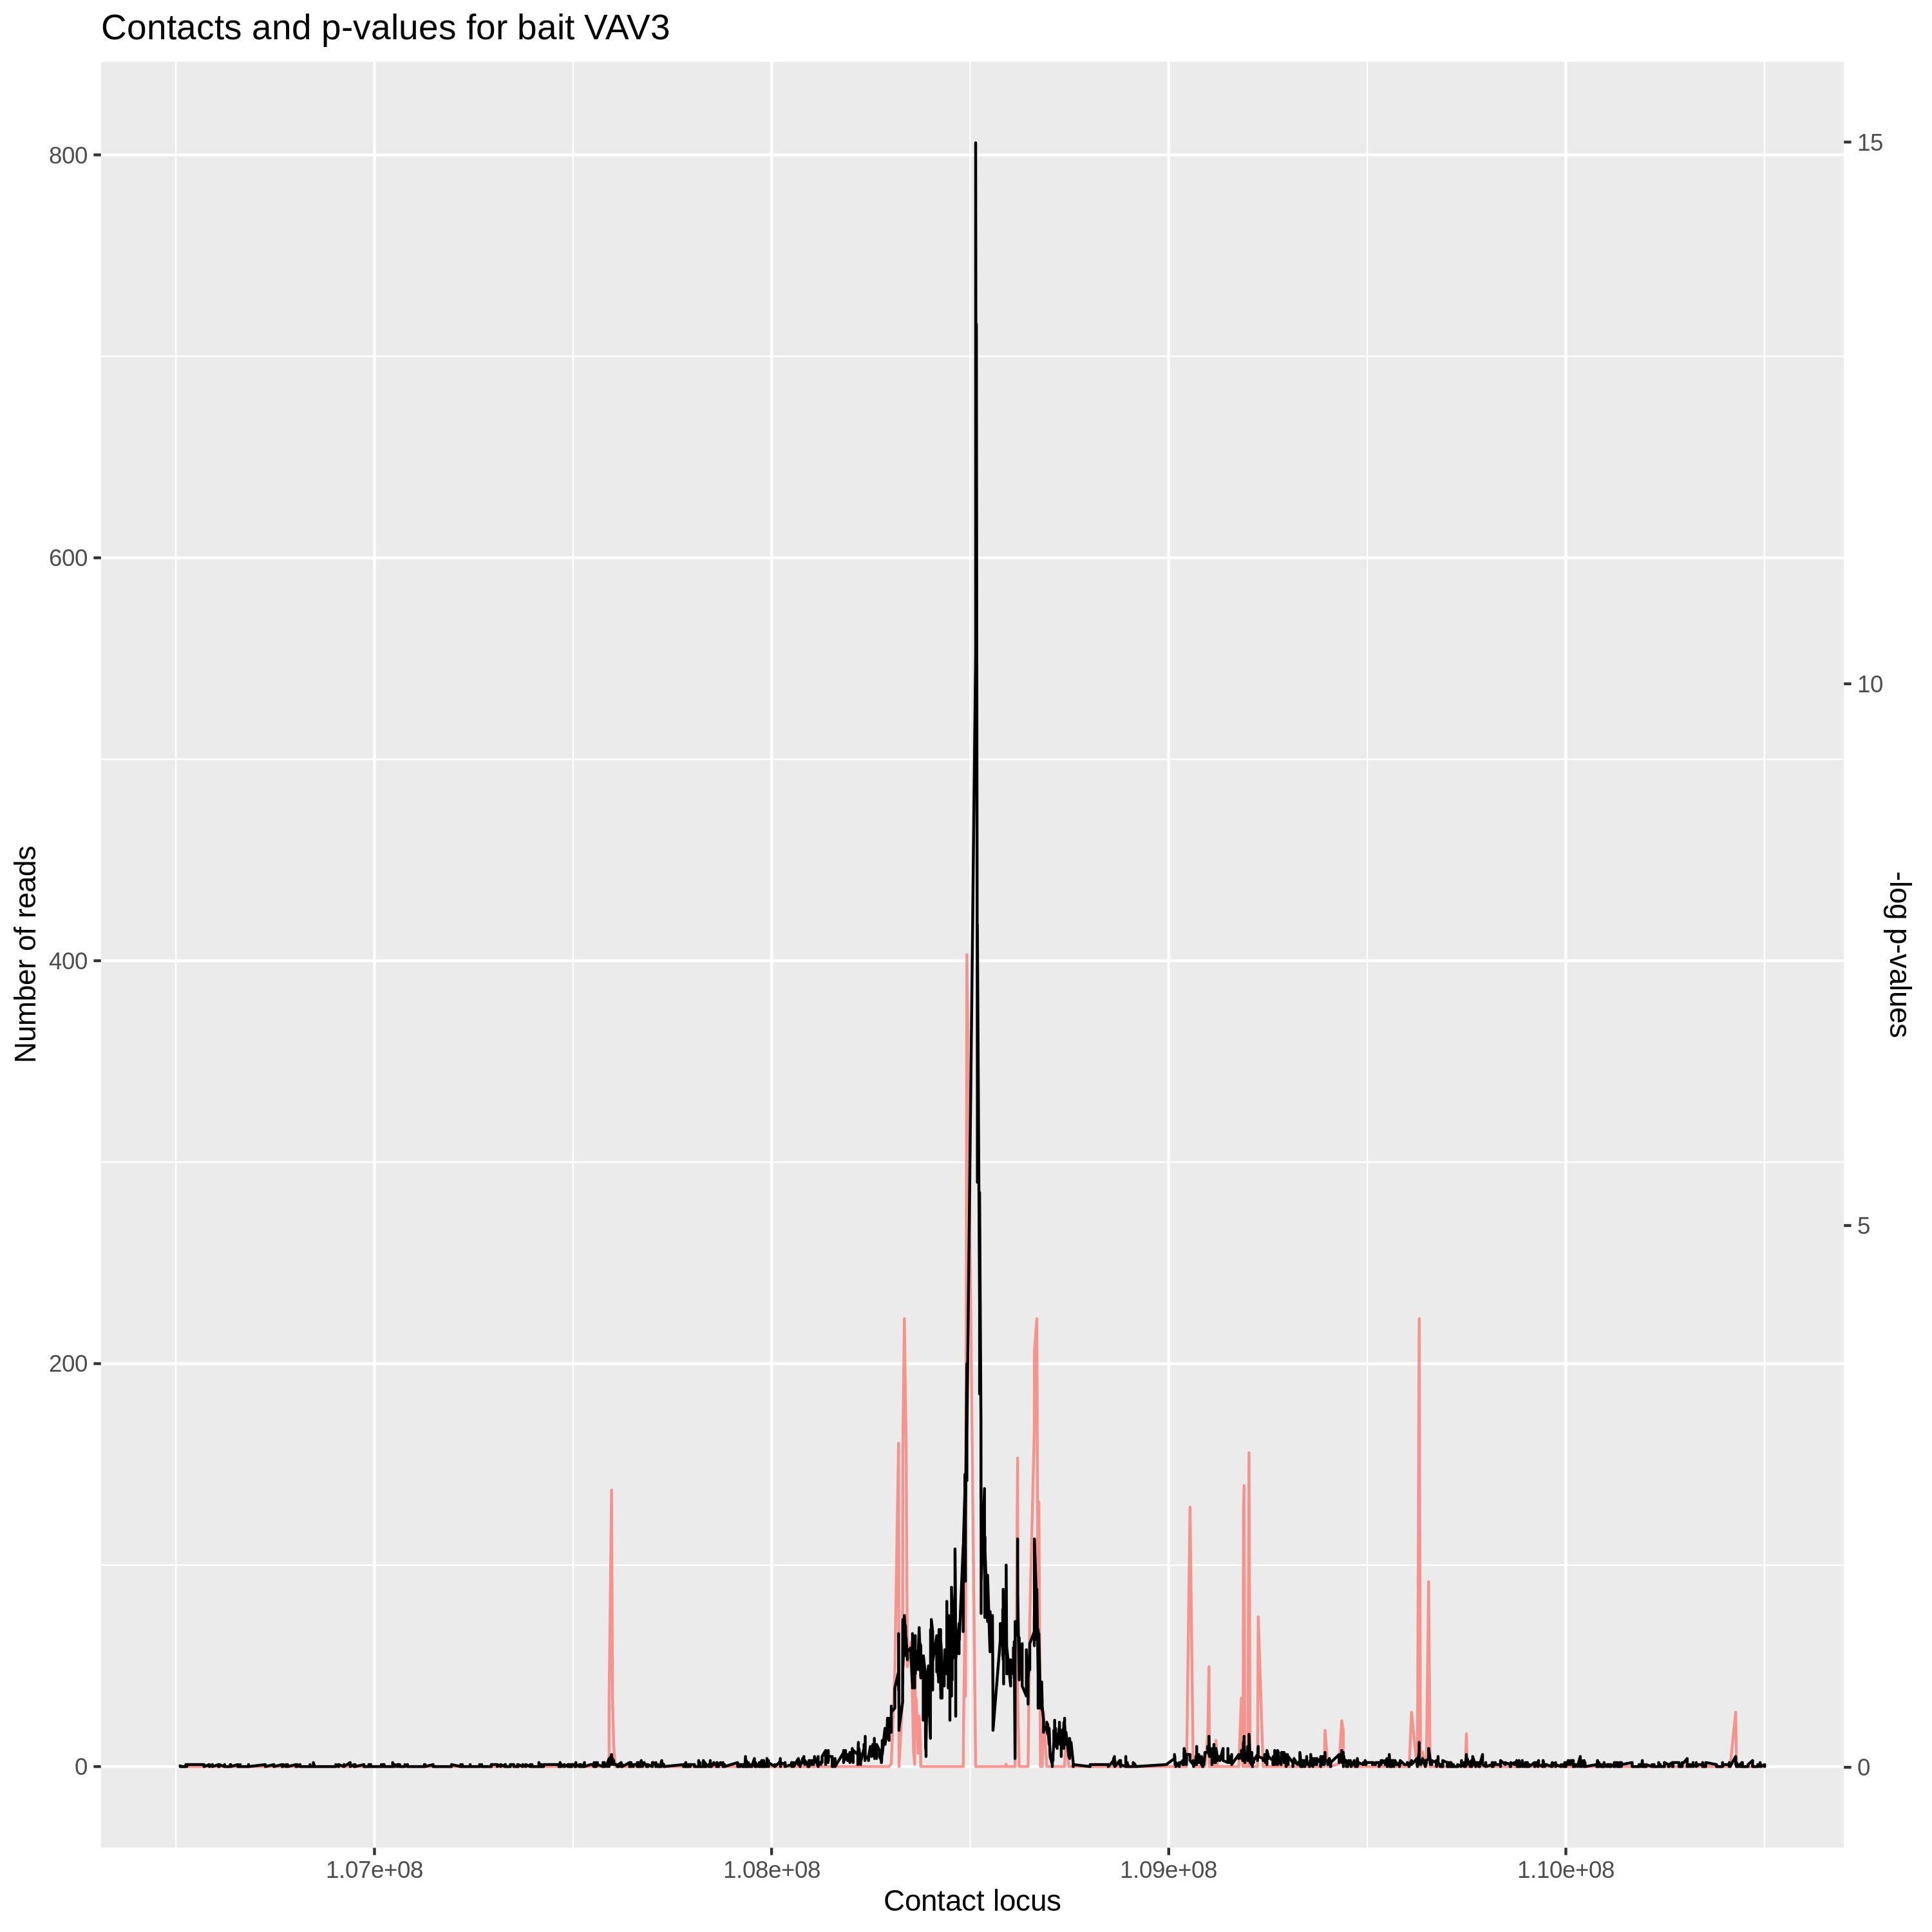 Contacts and p-values for bait VAV3
800
600
400
200
0
Number of reads
15
10
5
0
-log p-values
1.07e+08
1.08e+08
1.09e+08
1.10e+08
Contact locus